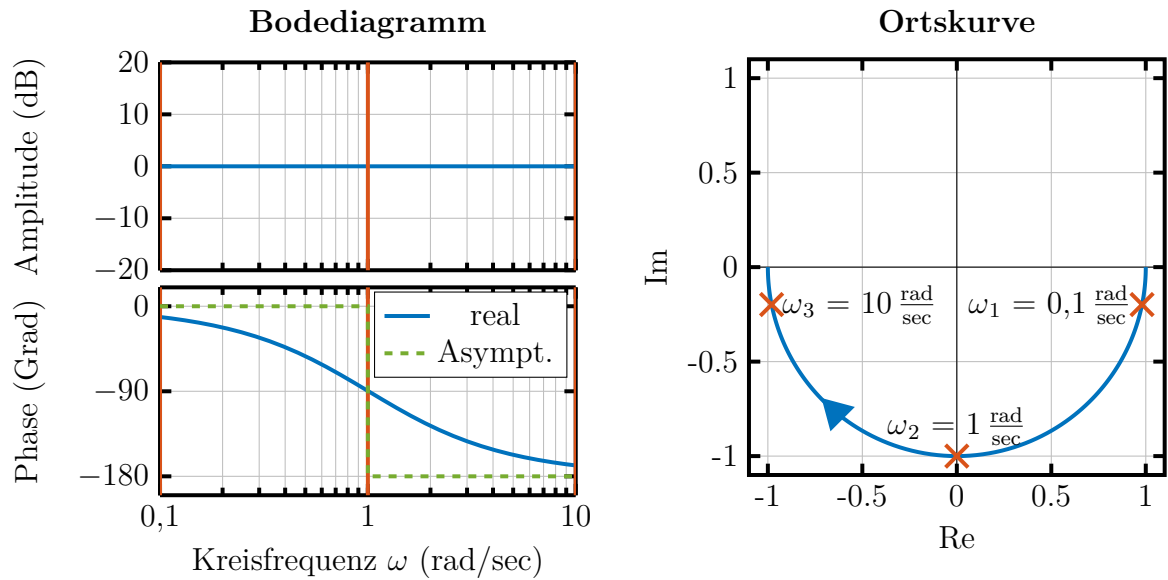 Bodediagramm
Amplitude (dB)
20
10
0
−10
−20
Phase (Grad)
0
−90
−180
real
Asympt.
0,1
1
10
Kreisfrequenz ω (rad/sec)
Ortskurve
Im
1
0.5
0
-0.5
-1
ω₃ = 10 rad/sec
ω₁ = 0,1 rad/sec
ω₂ = 1 rad/sec
-1
-0.5
0
0.5
1
Re